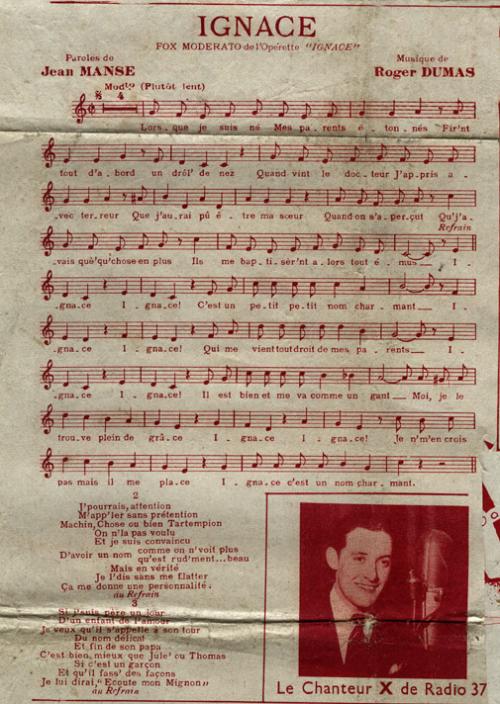 IGNACE
FOX MODERATO de l'Opérette "IGNACE"
Paroles de
Jean MANSE
Musique de
Roger DUMAS
Modto (Plutôt lent)
4
Lors. que je suis né Mes pa. rents é. ton. nés Fir'nt
tout d'a. bord un drôl' de nez Quand vint le doc. teur J'ap. pris a.
.vec ter. reur Que j'au. rai pû ê. tre ma sœur Quand on s'a. per. çut Qu'j'a.
Refrain
.vais què'qu'chose en plus Ils me bap. ti. sèr'nt a. lors tout é. mus I.
.gna. ce I. gna. ce! C'est un pe. tit pe. tit nom char. mant I.
.gna. ce I. gna. ce! Qui me vient tout droit de mes pa. rents I.
.gna. ce I. gna. ce! Il est bien et me va comme un gant Moi, je le
trou. ve plein de grâ. ce I. gna. ce I. gna. ce! Je n'm'en crois
pas mais il me pla. ce I. gna. ce c'est un nom char. mant.
2
J'pourrais, attention
M'app'ler sans prétention
Machin, Chose ou bien Tartempion
On n'la pas voulu
Et je suis convaincu
D'avoir un nom comme on n'voit plus
qu'est rud'ment... beau
Mais en vérité
Je l'dis sans me flatter
Ça me donne une personnalité.
au Refrain
3
Si j'suis père un jour
D'un enfant de l'amour
Je veux qu'il s'appelle à son tour
Du nom délicat
Et fin de son papa
C'est bien mieux que Jule' ou Thomas
Si c'est un garçon
Et qu'il fass' des façons
Je lui dirai, "Ecoute mon Mignon"
au Refrain
Le Chanteur X de Radio 37